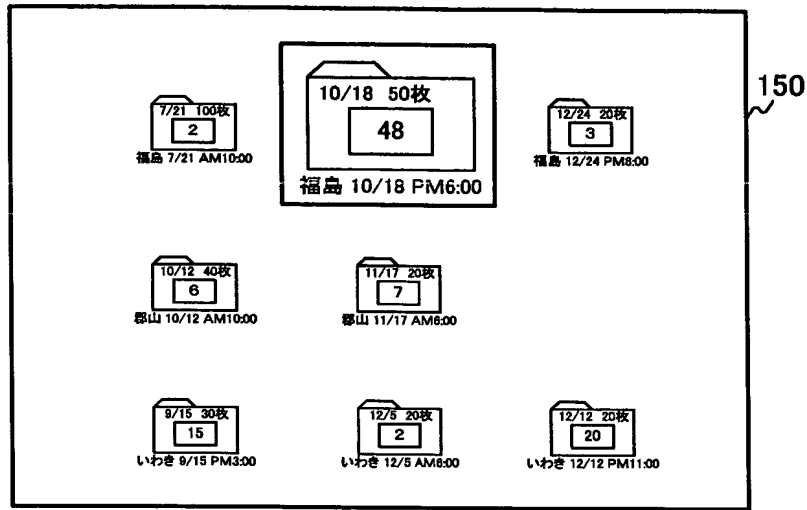 150
7/21 100枚
2
福島 7/21 AM10:00
10/18 50枚
48
福島 10/18 PM6:00
12/24 20枚
3
福島 12/24 PM8:00
10/12 40枚
6
郡山 10/12 AM10:00
11/17 20枚
7
郡山 11/17 AM6:00
9/15 30枚
15
いわき 9/15 PM3:00
12/5 20枚
2
いわき 12/5 AM6:00
12/12 20枚
20
いわき 12/12 PM11:00